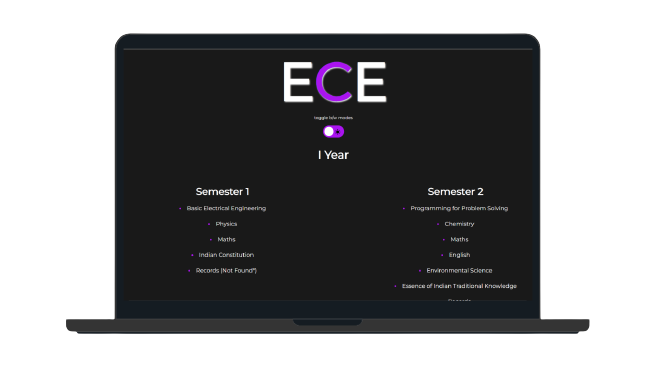 ECE
toggle b/w modes
I Year
Semester 1
Basic Electrical Engineering
Physics
Maths
Indian Constitution
Records (Not Found*)
Semester 2
Programming for Problem Solving
Chemistry
Maths
English
Environmental Science
Essence of Indian Traditional Knowledge